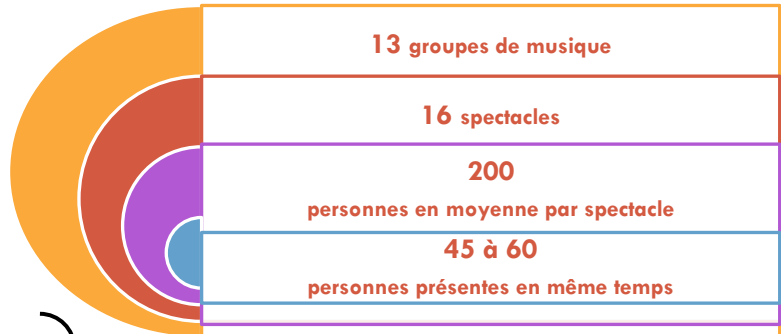 13 groupes de musique
16 spectacles
200
personnes en moyenne par spectacle
45 à 60
personnes présentes en même temps